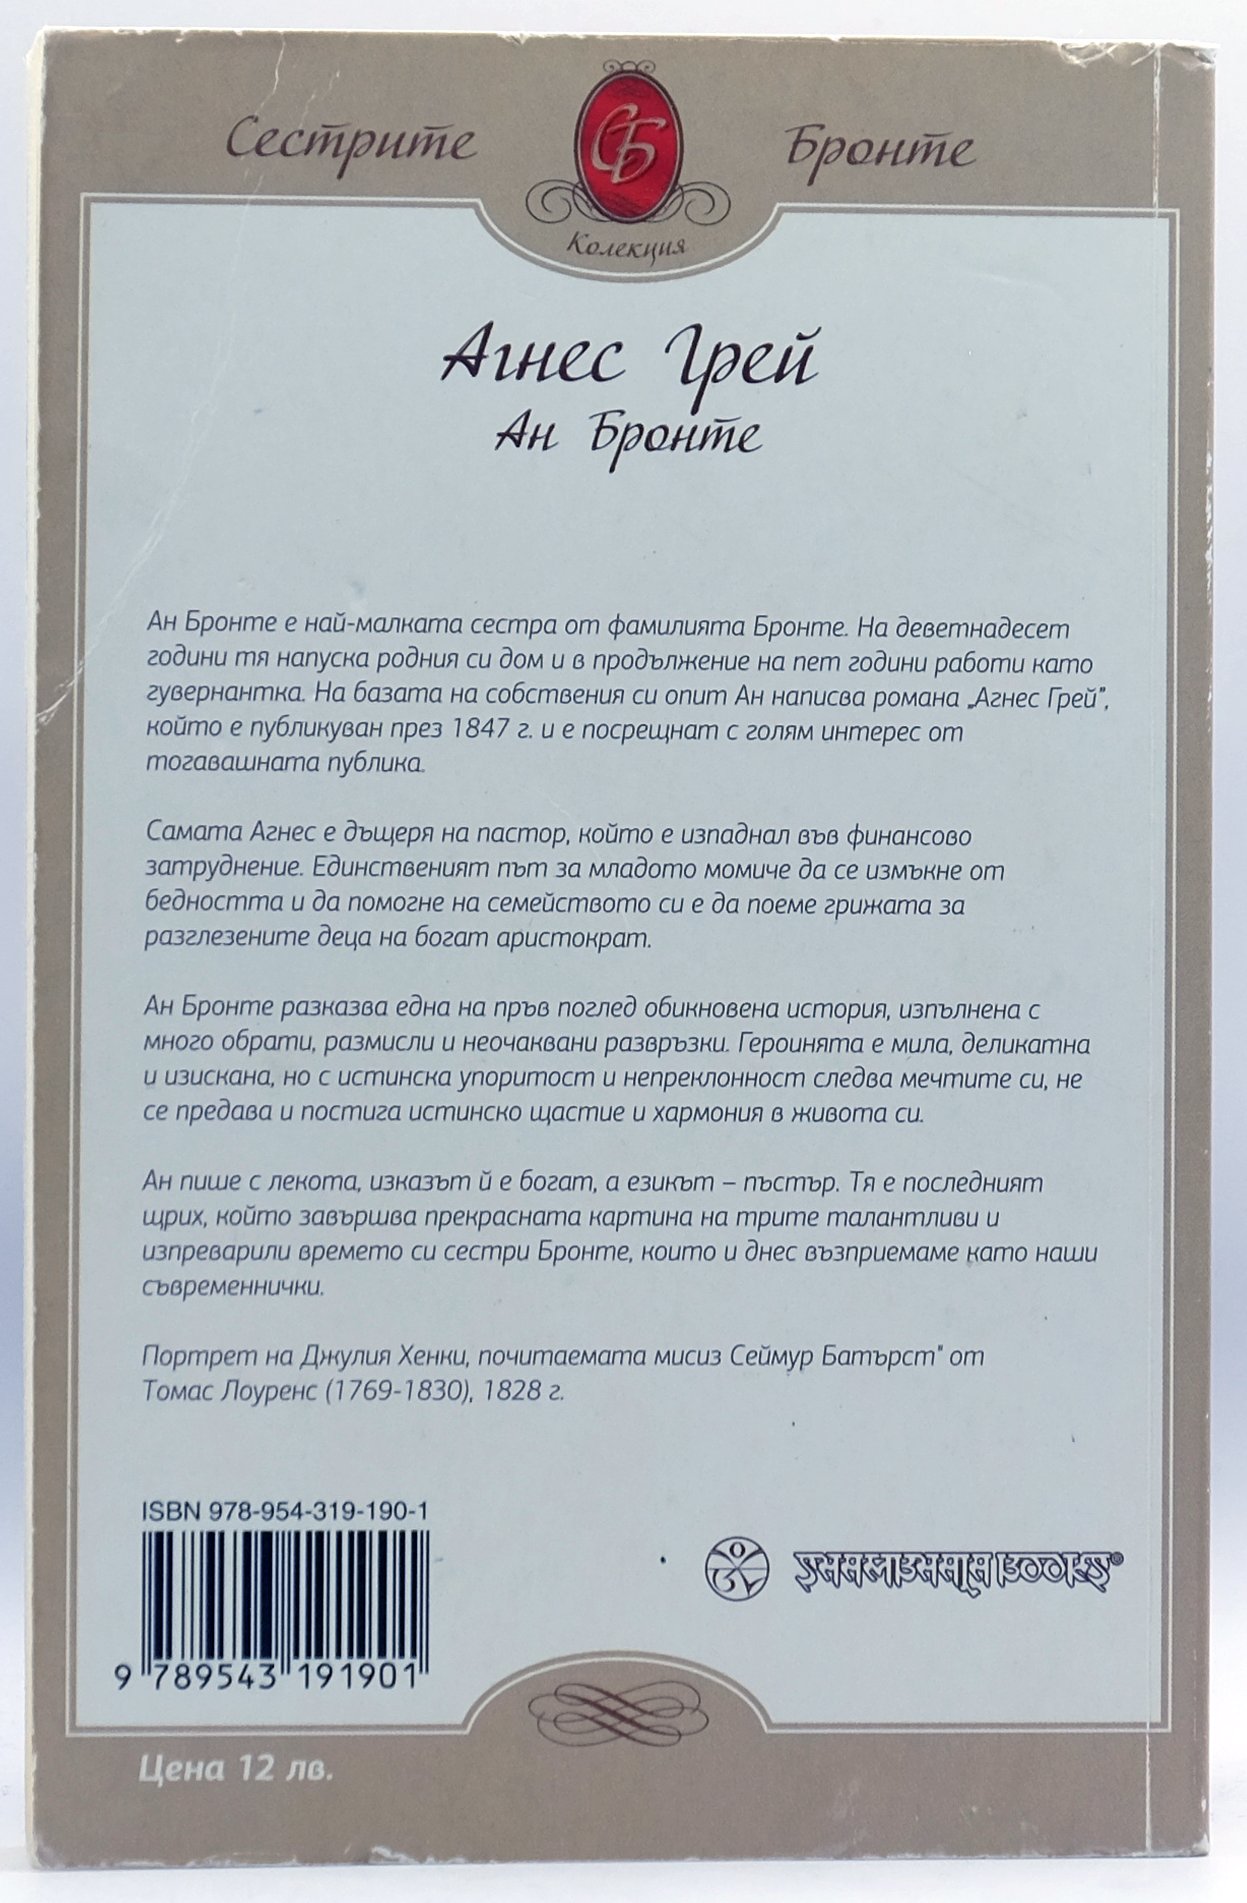 Сестрите СБ Бронте
Колекция
Агнес Грей
Ан Бронте
Ан Бронте е най-малката сестра от фамилията Бронте. На деветнадесет
години тя напуска родния си дом и в продължение на пет години работи като
гувернантка. На базата на собствения си опит Ан написва романа „Агнес Грей”,
който е публикуван през 1847 г. и е посрещнат с голям интерес от
тогавашната публика.
Самата Агнес е дъщеря на пастор, който е изпаднал във финансово
затруднение. Единственият път за младото момиче да се измъкне от
бедността и да помогне на семейството си е да поеме грижата за
разглезените деца на богат аристократ.
Ан Бронте разказва една на пръв поглед обикновена история, изпълнена с
много обрати, размисли и неочаквани развръзки. Героинята е мила, деликатна
и изискана, но с истинска упоритост и непреклонност следва мечтите си, не
се предава и постига истинско щастие и хармония в живота си.
Ан пише с лекота, изказът ѝ е богат, а езикът – пъстър. Тя е последният
щрих, който завършва прекрасната картина на трите талантливи и
изпреварили времето си сестри Бронте, които и днес възприемаме като наши
съвременнички.
Портрет на Джулия Хенки, почитаемата мисиз Сеймур Батърст" от
Томас Лоуренс (1769-1830), 1828 г.
ISBN 978-954-319-190-1
9 789543 191901
SHAMBHALA BOOKS®
Цена 12 лв.